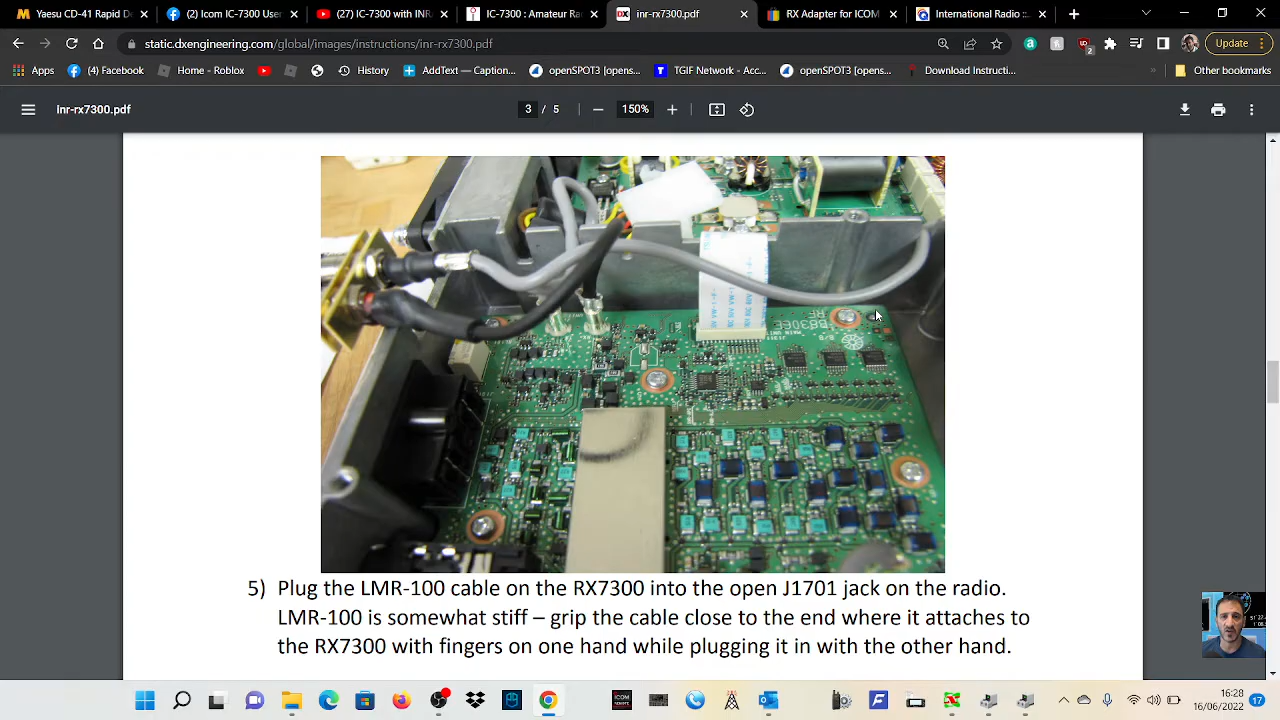 Yaesu CD-41 Rapid D
(2) Icom IC-7300 Use
(27) IC-7300 with INR
IC-7300 : Amateur Ra
inr-rx7300.pdf
RX Adapter for ICOM
International Radio ::
static.dxengineering.com/global/images/instructions/inr-rx7300.pdf
Update
Apps
(4) Facebook
Home - Roblox
History
AddText — Caption...
openSPOT3 [opens...
TGIF Network - Ac...
openSPOT3 [opens...
Download Instructi...
Other bookmarks
inr-rx7300.pdf
3 / 5
150%
5) Plug the LMR-100 cable on the RX7300 into the open J1701 jack on the radio.
LMR-100 is somewhat stiff – grip the cable close to the end where it attaches to
the RX7300 with fingers on one hand while plugging it in with the other hand.
16:28
16/06/2022
17